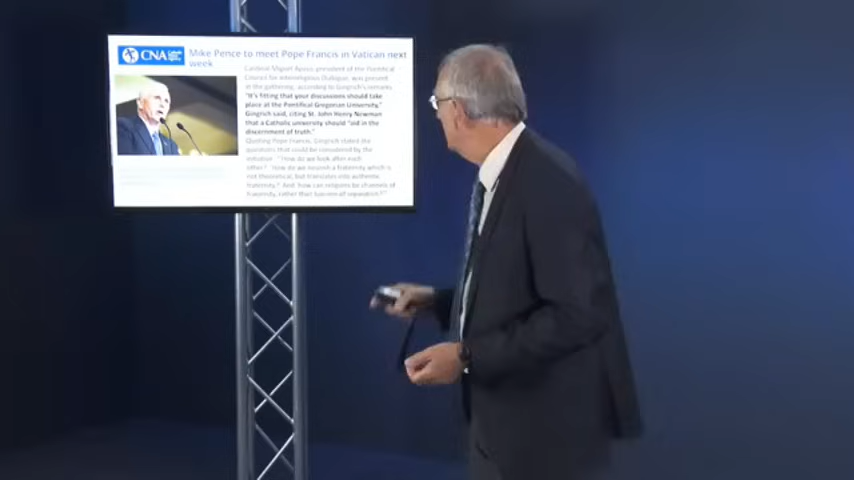 CNA Catholic News Agency
Mike Pence to meet Pope Francis in Vatican next
week
Cardinal Miguel Ayuso, president of the Pontifical
Council for Interreligious Dialogue, was present
in the gathering, according to Gingrich's remarks.
"It's fitting that your discussions should take
place at the Pontifical Gregorian University,"
Gingrich said, citing St. John Henry Newman
that a Catholic university should "aid in the
discernment of truth."
Quoting Pope Francis, Gingrich stated the
questions that could be considered by the
initiative: "How do we look after each
other? How do we nourish a fraternity which is
not theoretical, but translates into authentic
fraternity? And how can religions be channels of
fraternity, rather than barriers of separation?"